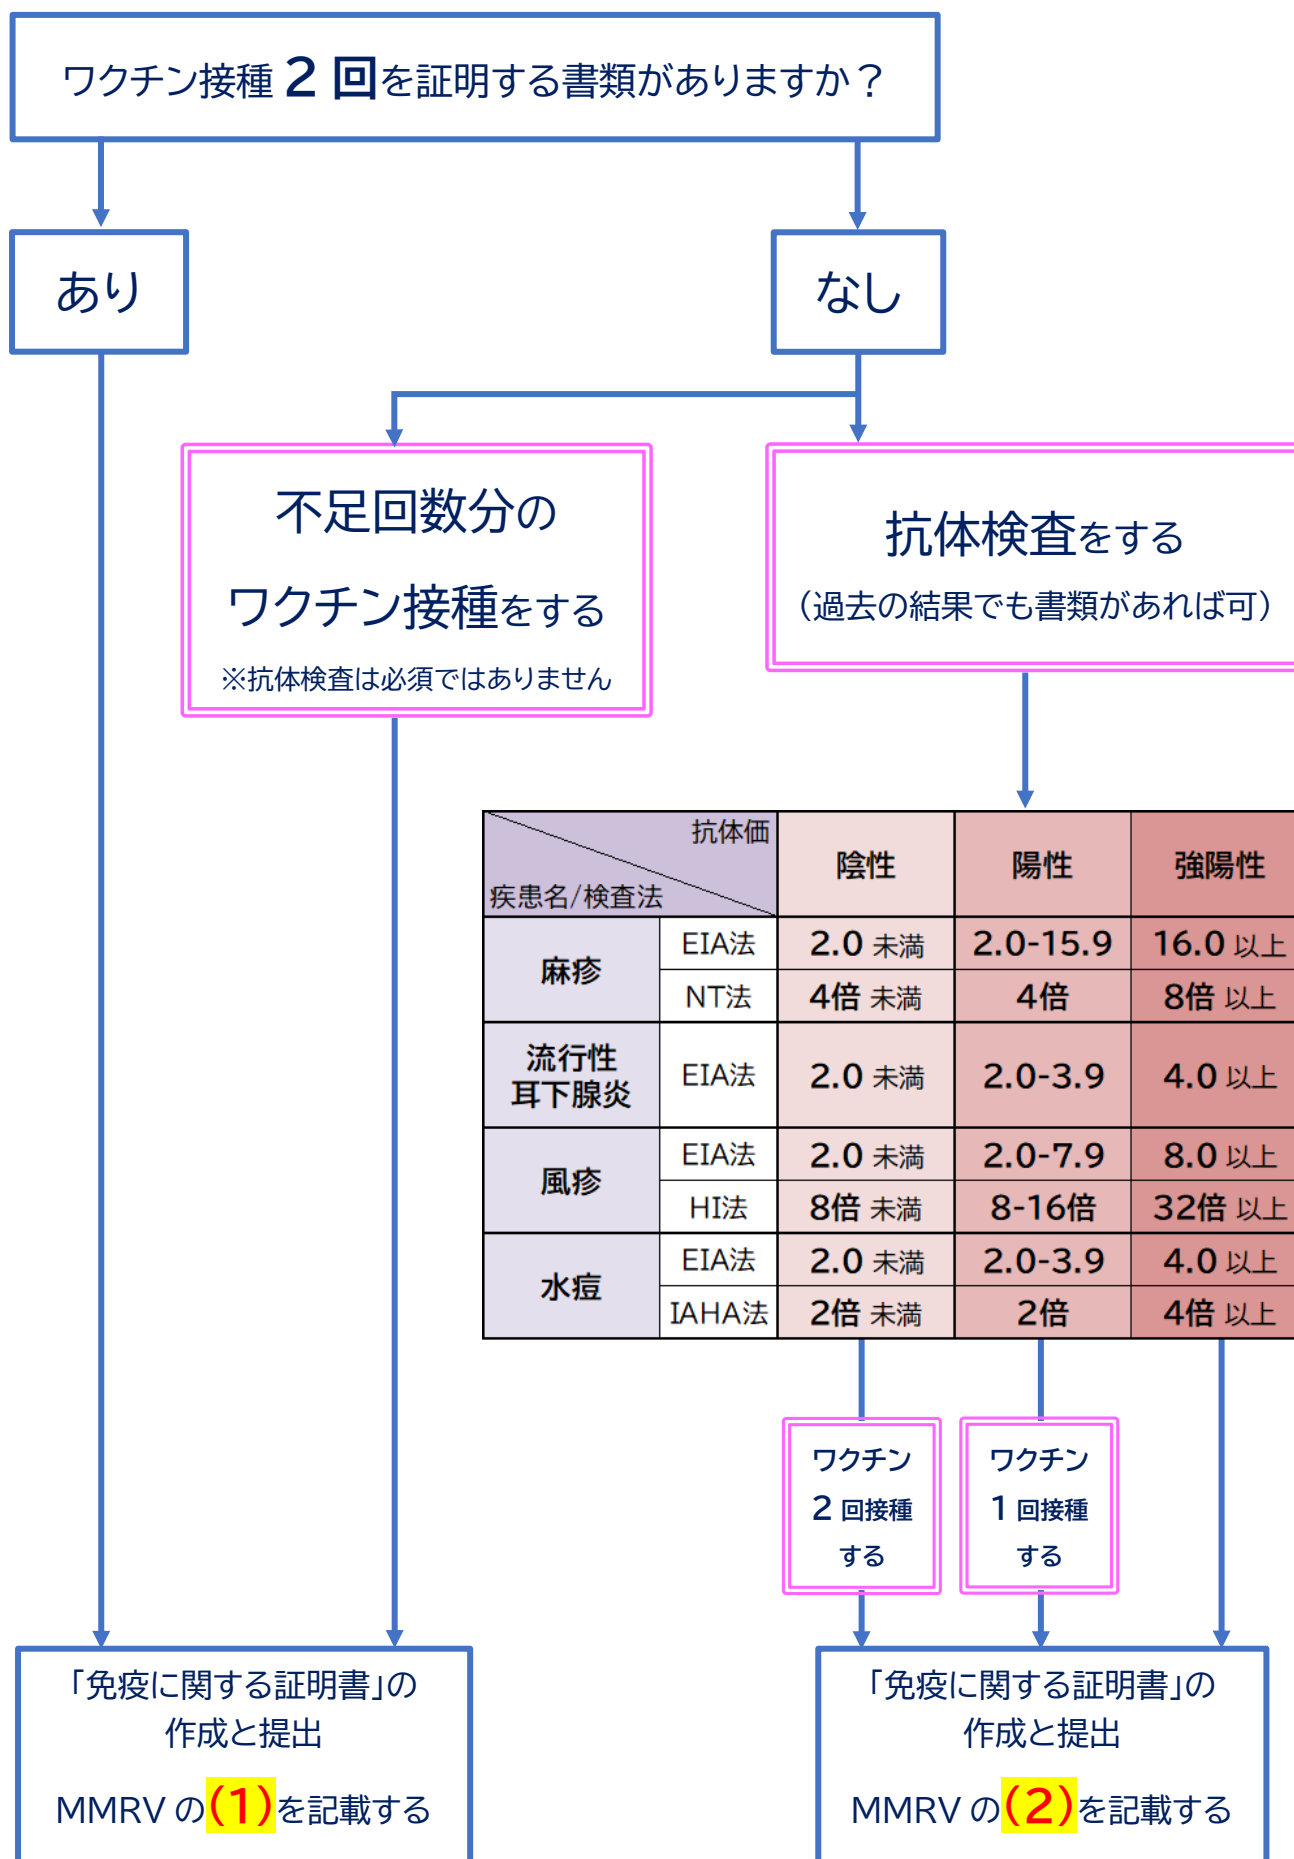 ワクチン接種 2 回を証明する書類がありますか？
あり
なし
不足回数分の
ワクチン接種をする
※抗体検査は必須ではありません
抗体検査をする
（過去の結果でも書類があれば可）
抗体価
疾患名/検査法
陰性
陽性
強陽性
麻疹
EIA法
2.0 未満
2.0-15.9
16.0 以上
NT法
4倍 未満
4倍
8倍 以上
流行性
耳下腺炎
EIA法
2.0 未満
2.0-3.9
4.0 以上
風疹
EIA法
2.0 未満
2.0-7.9
8.0 以上
HI法
8倍 未満
8-16倍
32倍 以上
水痘
EIA法
2.0 未満
2.0-3.9
4.0 以上
IAHA法
2倍 未満
2倍
4倍 以上
ワクチン
2 回接種
する
ワクチン
1 回接種
する
「免疫に関する証明書」の
作成と提出
MMRV の(1)を記載する
「免疫に関する証明書」の
作成と提出
MMRV の(2)を記載する